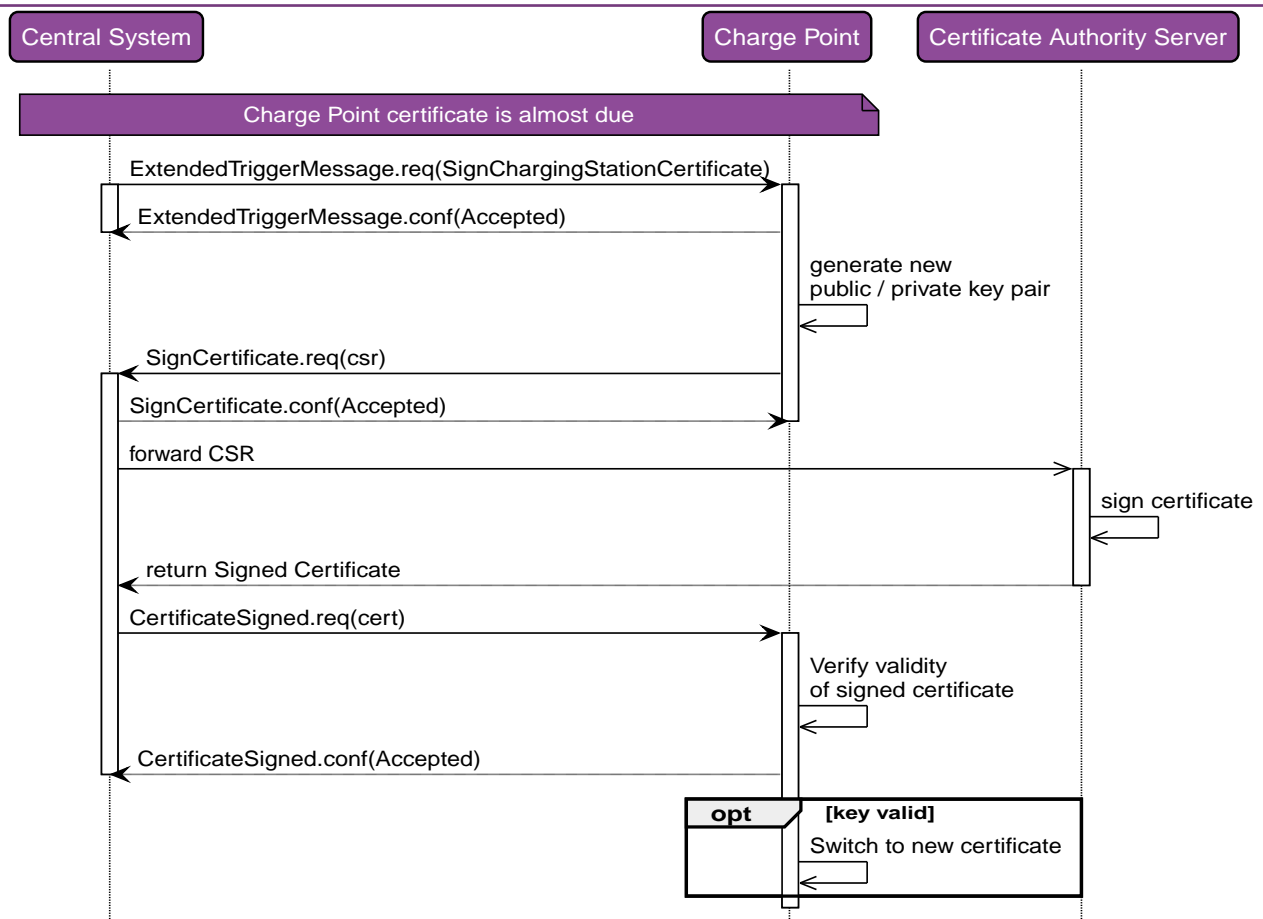 Central System
Charge Point
Certificate Authority Server
Charge Point certificate is almost due
ExtendedTriggerMessage.req(SignChargingStationCertificate)
ExtendedTriggerMessage.conf(Accepted)
generate new
public / private key pair
SignCertificate.req(csr)
SignCertificate.conf(Accepted)
forward CSR
sign certificate
return Signed Certificate
CertificateSigned.req(cert)
Verify validity
of signed certificate
CertificateSigned.conf(Accepted)
opt
[key valid]
Switch to new certificate